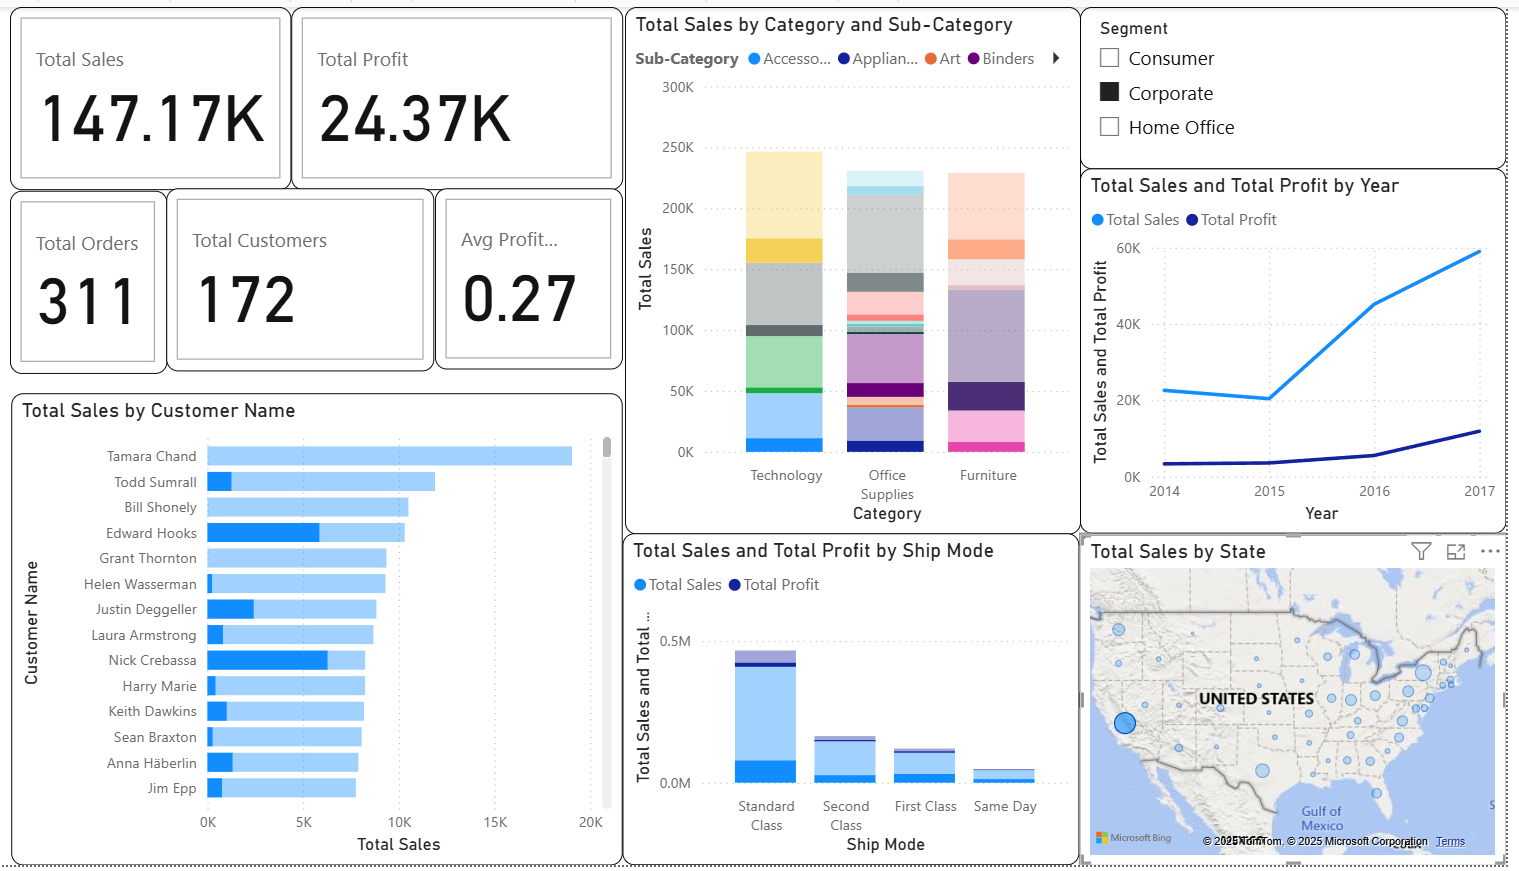 Total Sales
147.17K
Total Profit
24.37K
Total Orders
311
Total Customers
172
Avg Profit...
0.27
Total Sales by Customer Name
Customer Name
Tamara Chand
Todd Sumrall
Bill Shonely
Edward Hooks
Grant Thornton
Helen Wasserman
Justin Deggeller
Laura Armstrong
Nick Crebassa
Harry Marie
Keith Dawkins
Sean Braxton
Anna Häberlin
Jim Epp
0K 5K 10K 15K 20K
Total Sales
Total Sales by Category and Sub-Category
Sub-Category Accesso... Applian... Art Binders
Total Sales
300K
250K
200K
150K
100K
50K
0K
Technology
Office
Supplies
Furniture
Category
Total Sales and Total Profit by Ship Mode
Total Sales Total Profit
Total Sales and Total ...
0.5M
0.0M
Standard
Class
Second
Class
First Class
Same Day
Ship Mode
Segment
Consumer
Corporate
Home Office
Total Sales and Total Profit by Year
Total Sales Total Profit
Total Sales and Total Profit
60K
40K
20K
0K
2014 2015 2016 2017
Year
Total Sales by State
UNITED STATES
Gulf of
Mexico
Microsoft Bing
© 2025 TomTom, © 2025 Microsoft Corporation Terms